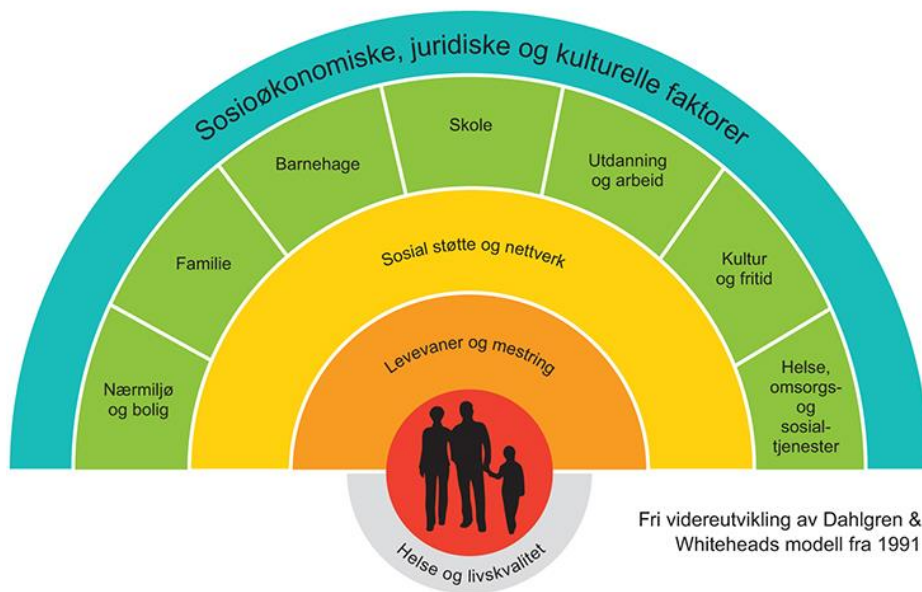 Sosioøkonomiske, juridiske og kulturelle faktorer
Nærmiljø
og bolig
Familie
Barnehage
Skole
Utdanning
og arbeid
Kultur
og fritid
Helse,
omsorgs-
og
sosial-
tjenester
Sosial støtte og nettverk
Levevaner og mestring
Helse og livskvalitet
Fri videreutvikling av Dahlgren &
Whiteheads modell fra 1991